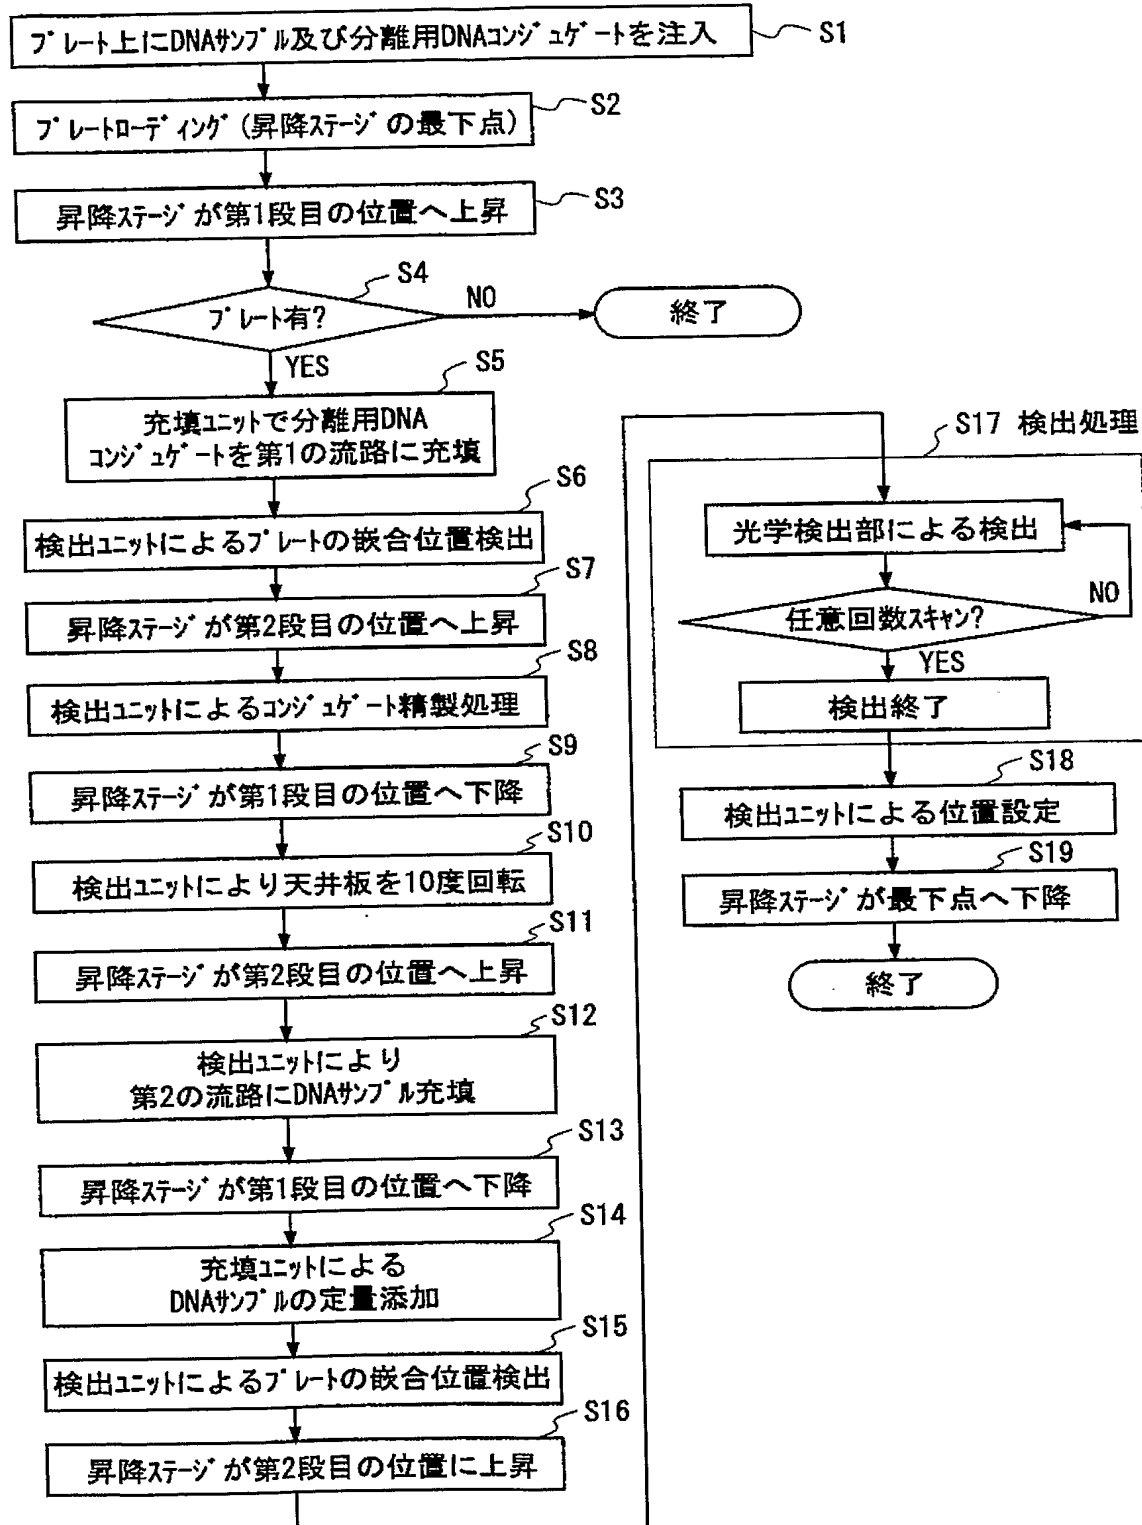 プレート上にDNAサンプル及び分離用DNAコンジュゲートを注入
S1
プレートローディング(昇降ステージの最下点)
S2
昇降ステージが第1段目の位置へ上昇
S3
プレート有?
S4
NO
終了
YES
充填ユニットで分離用DNA
コンジュゲートを第1の流路に充填
S5
検出ユニットによるプレートの嵌合位置検出
S6
昇降ステージが第2段目の位置へ上昇
S7
検出ユニットによるコンジュゲート精製処理
S8
昇降ステージが第1段目の位置へ下降
S9
検出ユニットにより天井板を10度回転
S10
昇降ステージが第2段目の位置へ上昇
S11
検出ユニットにより
第2の流路にDNAサンプル充填
S12
昇降ステージが第1段目の位置へ下降
S13
充填ユニットによる
DNAサンプルの定量添加
S14
検出ユニットによるプレートの嵌合位置検出
S15
昇降ステージが第2段目の位置に上昇
S16
S17 検出処理
光学検出部による検出
任意回数スキャン?
NO
YES
検出終了
検出ユニットによる位置設定
S18
昇降ステージが最下点へ下降
S19
終了